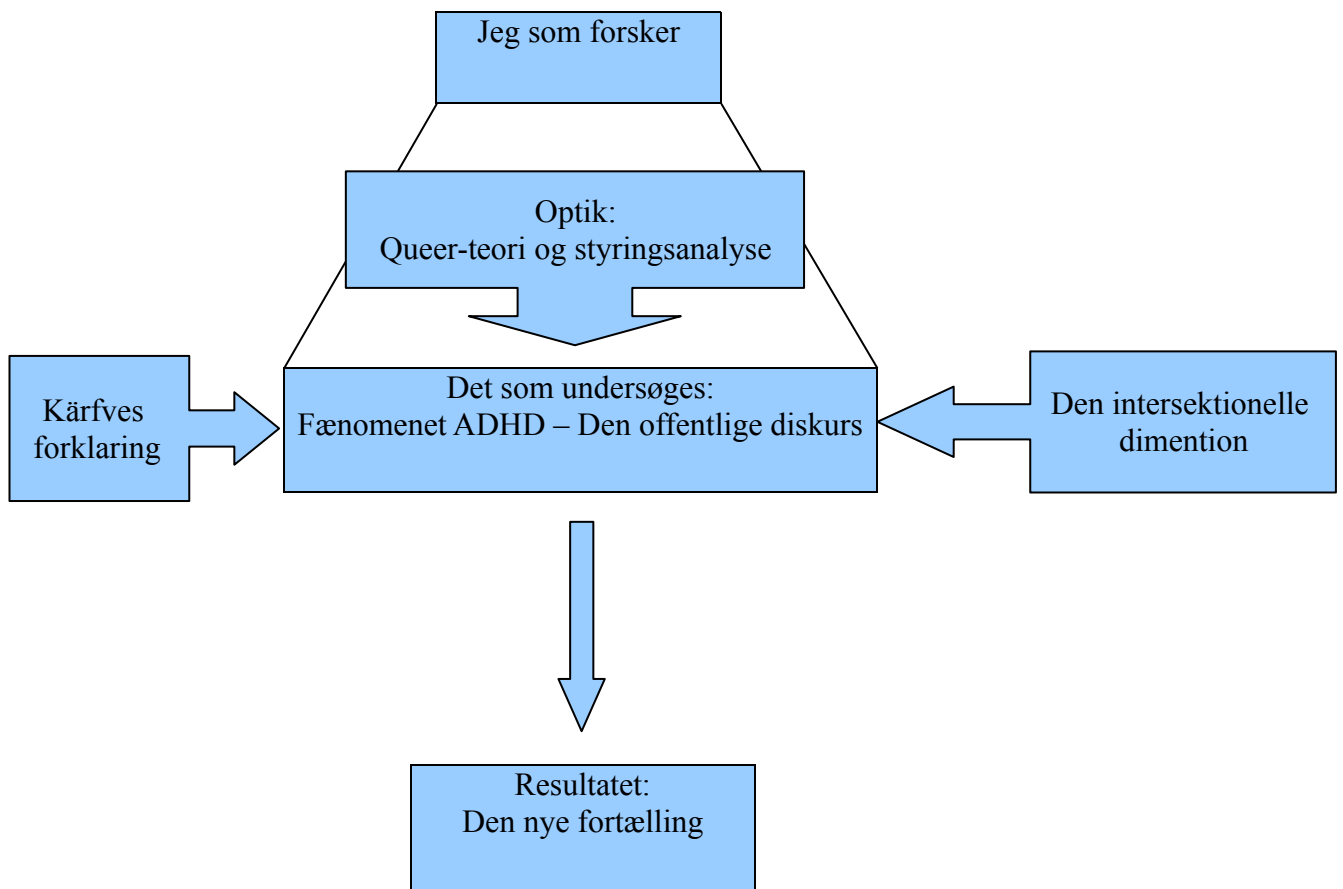 Jeg som forsker
Optik:
Queer-teori og styringsanalyse
Kärfves
forklaring
Det som undersøges:
Fænomenet ADHD – Den offentlige diskurs
Den intersektionelle
dimention
Resultatet:
Den nye fortælling